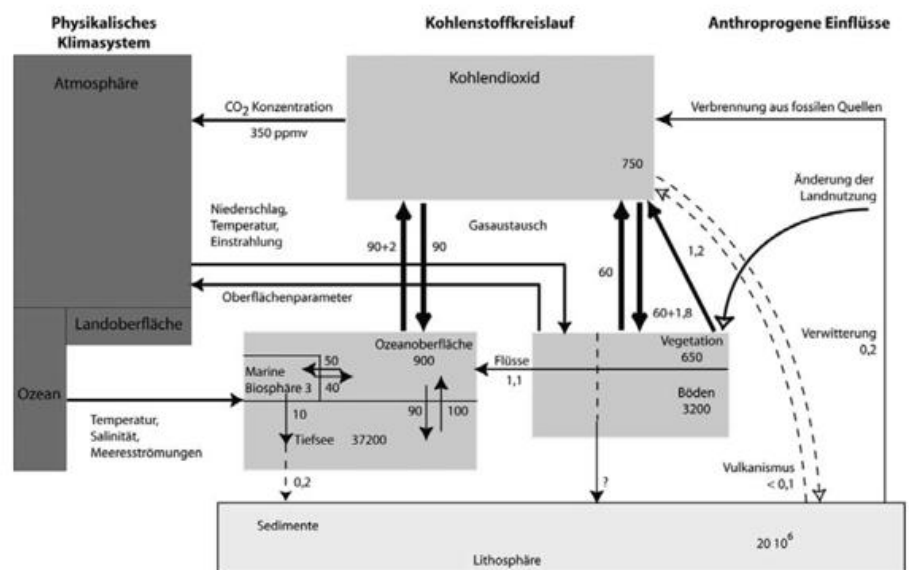 Physikalisches
Klimasystem
Kohlenstoffkreislauf
Anthroprogene Einflüsse
Atmosphäre
Kohlendioxid
CO2 Konzentration
350 ppmv
Verbrennung aus fossilen Quellen
750
Änderung der
Landnutzung
Niederschlag,
Temperatur,
Einstrahlung
Gasaustausch
90+2
90
60
1,2
60+1,8
Oberflächenparameter
Landoberfläche
Verwitterung
0,2
Ozeanoberfläche
900
Vegetation
650
Flüsse
1,1
50
40
Marine
Biosphäre 3
Böden
3200
Ozean
10
90
100
Temperatur,
Salinität,
Meeresströmungen
Tiefsee 37200
Vulkanismus
< 0,1
0,2
?
Sedimente
20 10^6
Lithosphäre